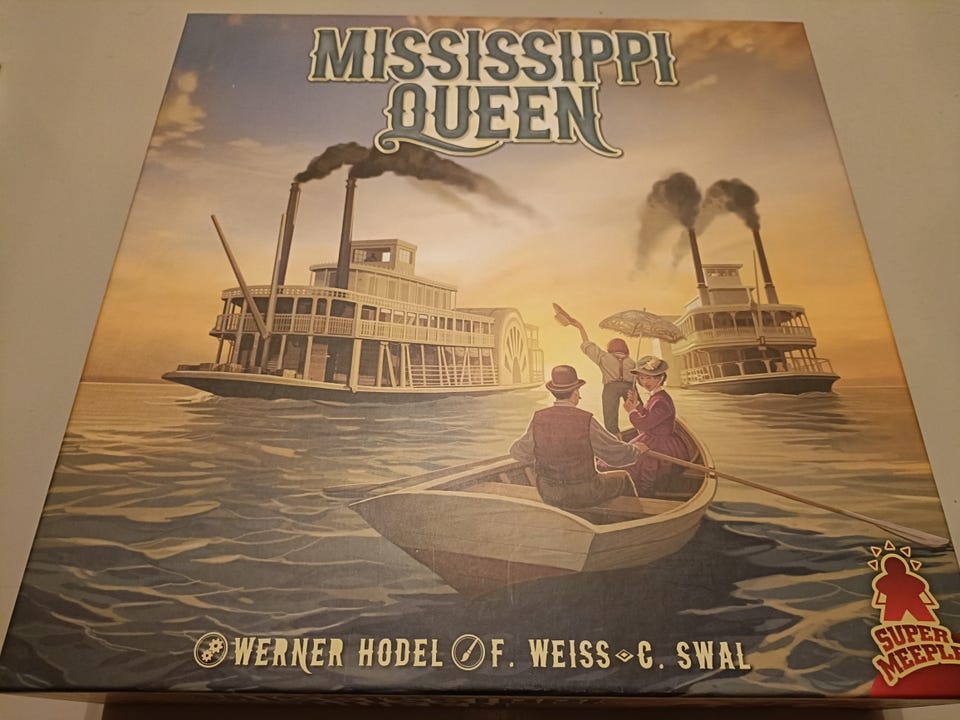 MISSISSIPPI
QUEEN
WERNER HODEL F. WEISS C. SWAL
SUPER
MEEPLE